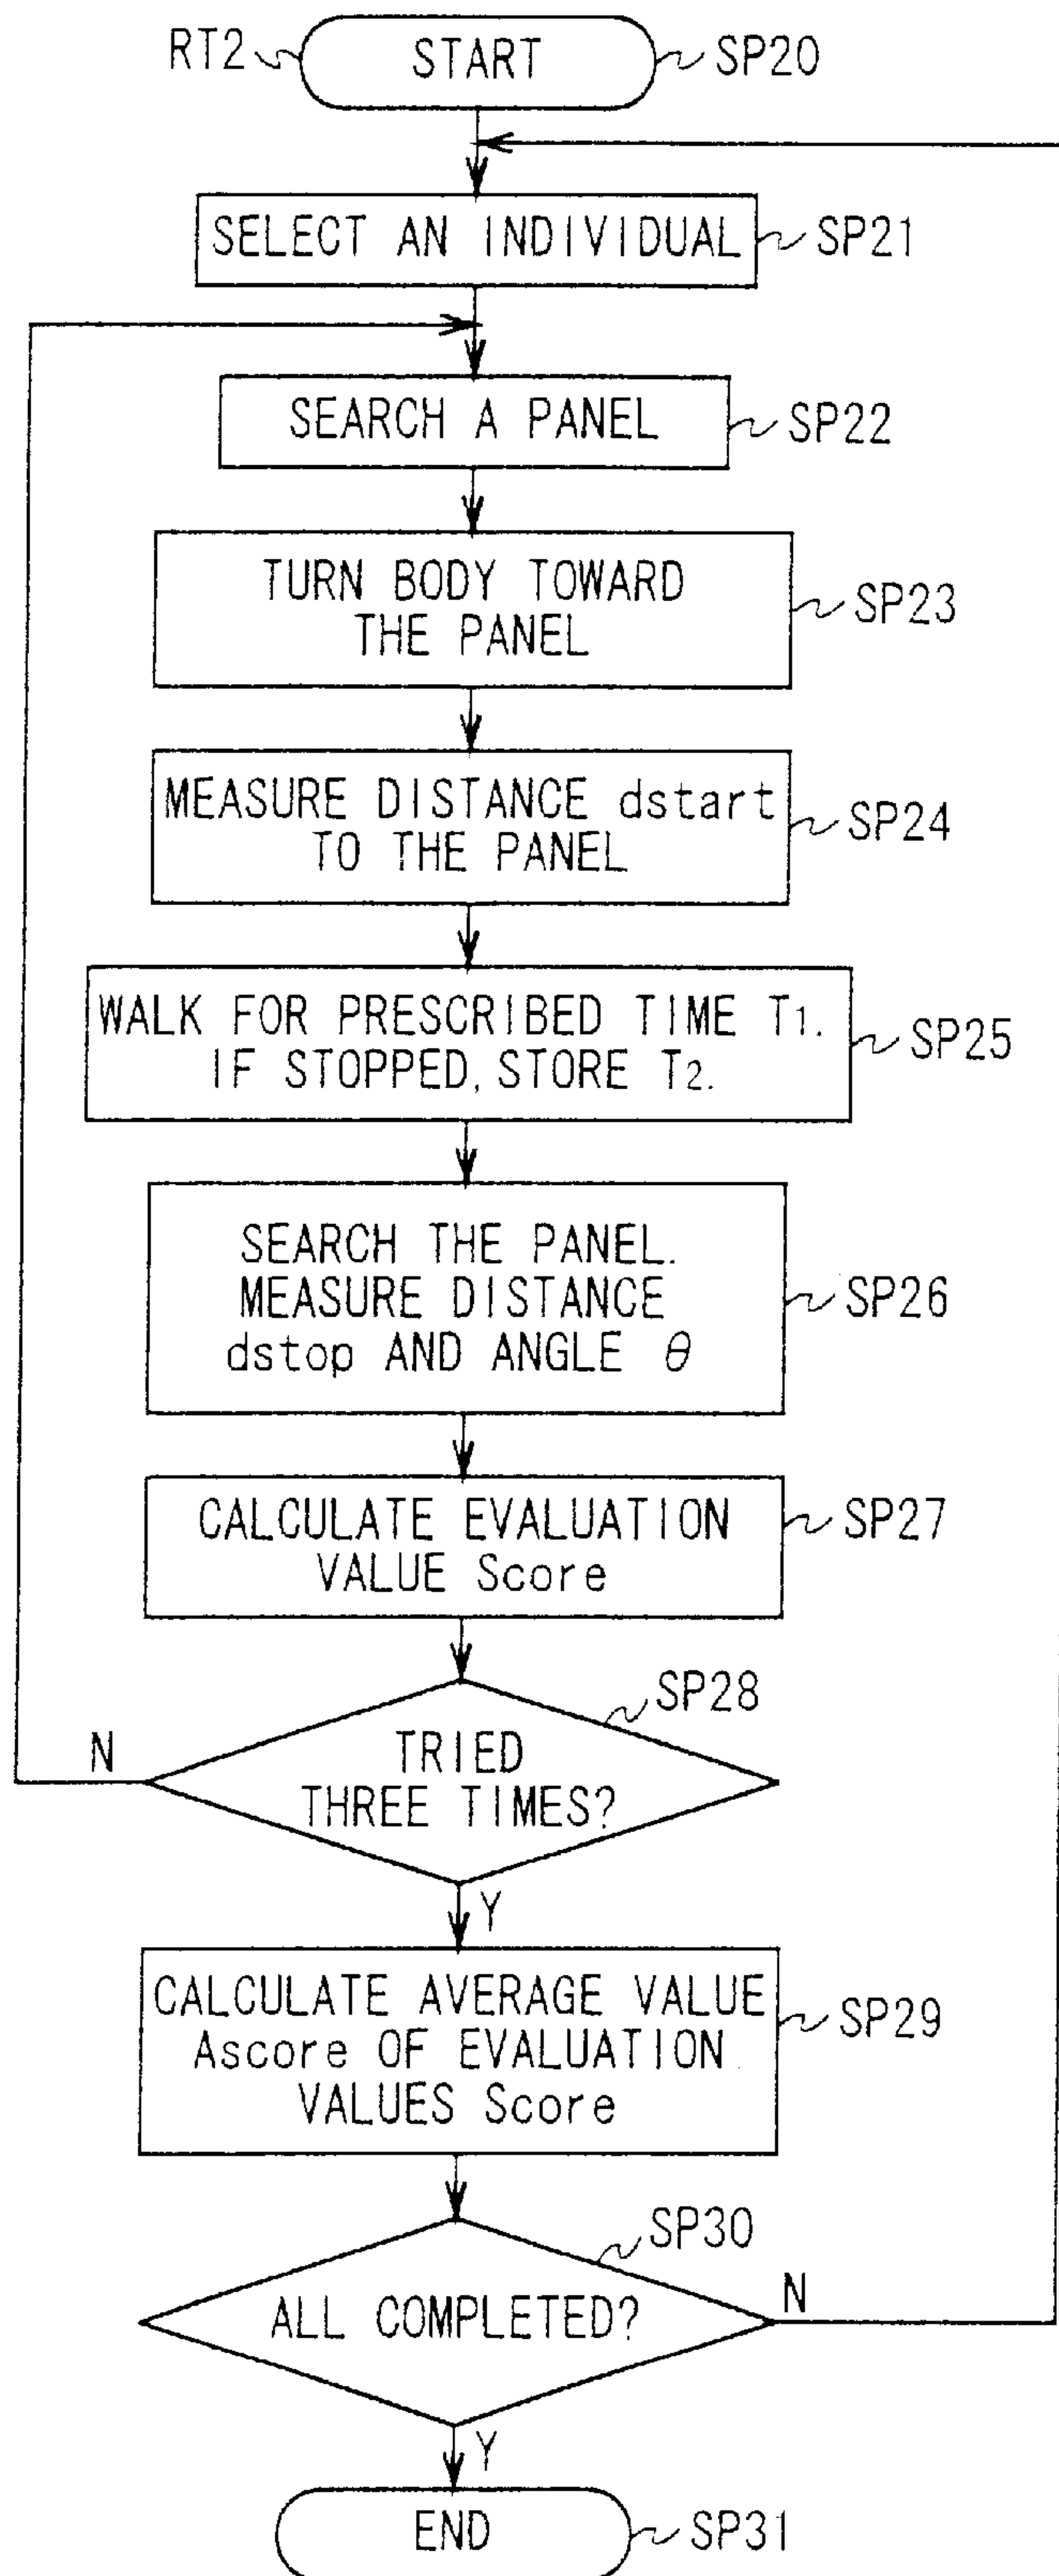 RT2
START
SP20
SELECT AN INDIVIDUAL
SP21
SEARCH A PANEL
SP22
TURN BODY TOWARD
THE PANEL
SP23
MEASURE DISTANCE dstart
TO THE PANEL
SP24
WALK FOR PRESCRIBED TIME T1.
IF STOPPED, STORE T2.
SP25
SEARCH THE PANEL.
MEASURE DISTANCE
dstop AND ANGLE θ
SP26
CALCULATE EVALUATION
VALUE Score
SP27
SP28
N
TRIED
THREE TIMES?
Y
CALCULATE AVERAGE VALUE
Ascore OF EVALUATION
VALUES Score
SP29
SP30
ALL COMPLETED?
N
Y
END
SP31